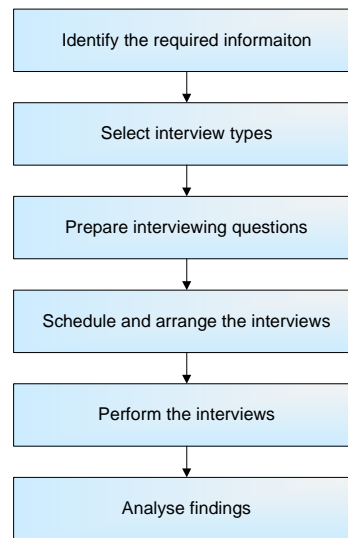 Identify the required informaiton
Select interview types
Prepare interviewing questions
Schedule and arrange the interviews
Perform the interviews
Analyse findings